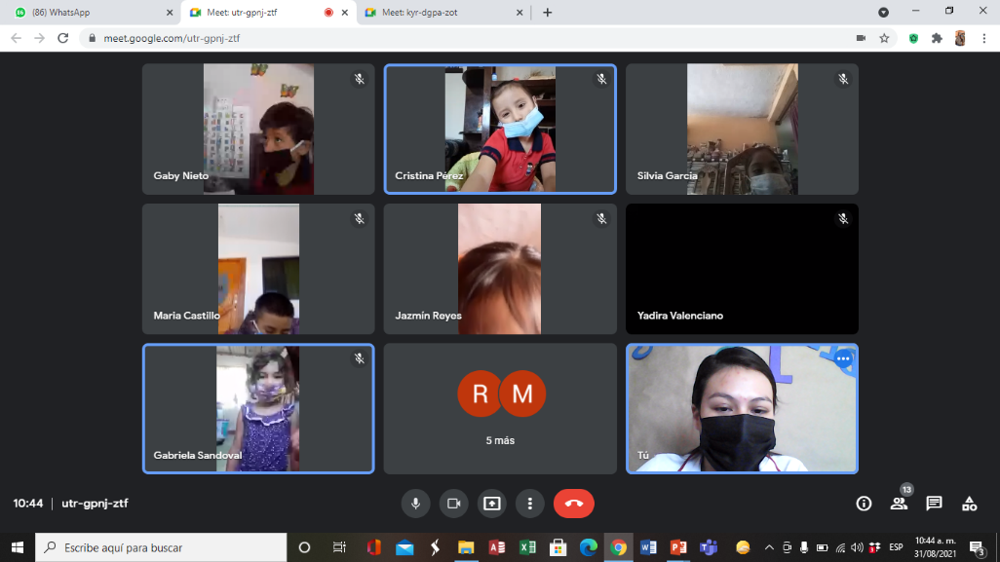 (86) WhatsApp
Meet: utr-gpnj-ztf
Meet: kyr-dgpa-zot
meet.google.com/utr-gpnj-ztf
Gaby Nieto
Cristina Pérez
Silvia Garcia
Maria Castillo
Jazmín Reyes
Yadira Valenciano
Gabriela Sandoval
R M
5 más
Tú
10:44 | utr-gpnj-ztf
13
Escribe aquí para buscar
ESP
10:44 a. m.
31/08/2021
3